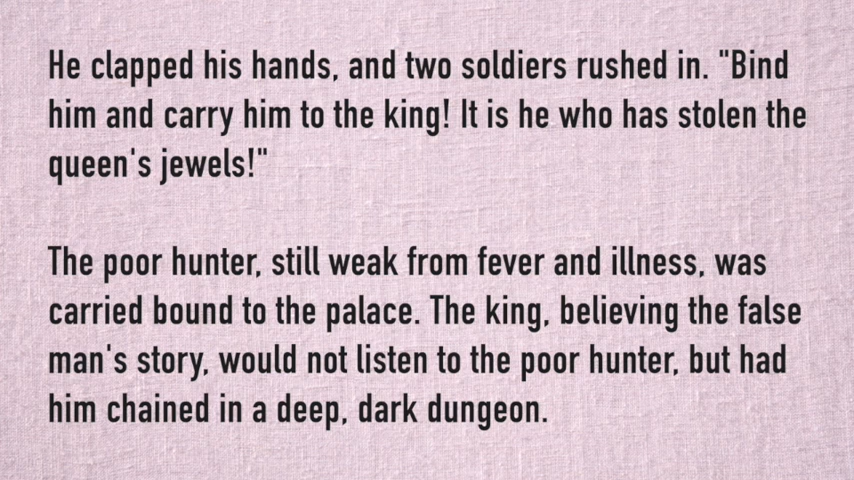 He clapped his hands, and two soldiers rushed in. "Bind
him and carry him to the king! It is he who has stolen the
queen's jewels!"
The poor hunter, still weak from fever and illness, was
carried bound to the palace. The king, believing the false
man's story, would not listen to the poor hunter, but had
him chained in a deep, dark dungeon.